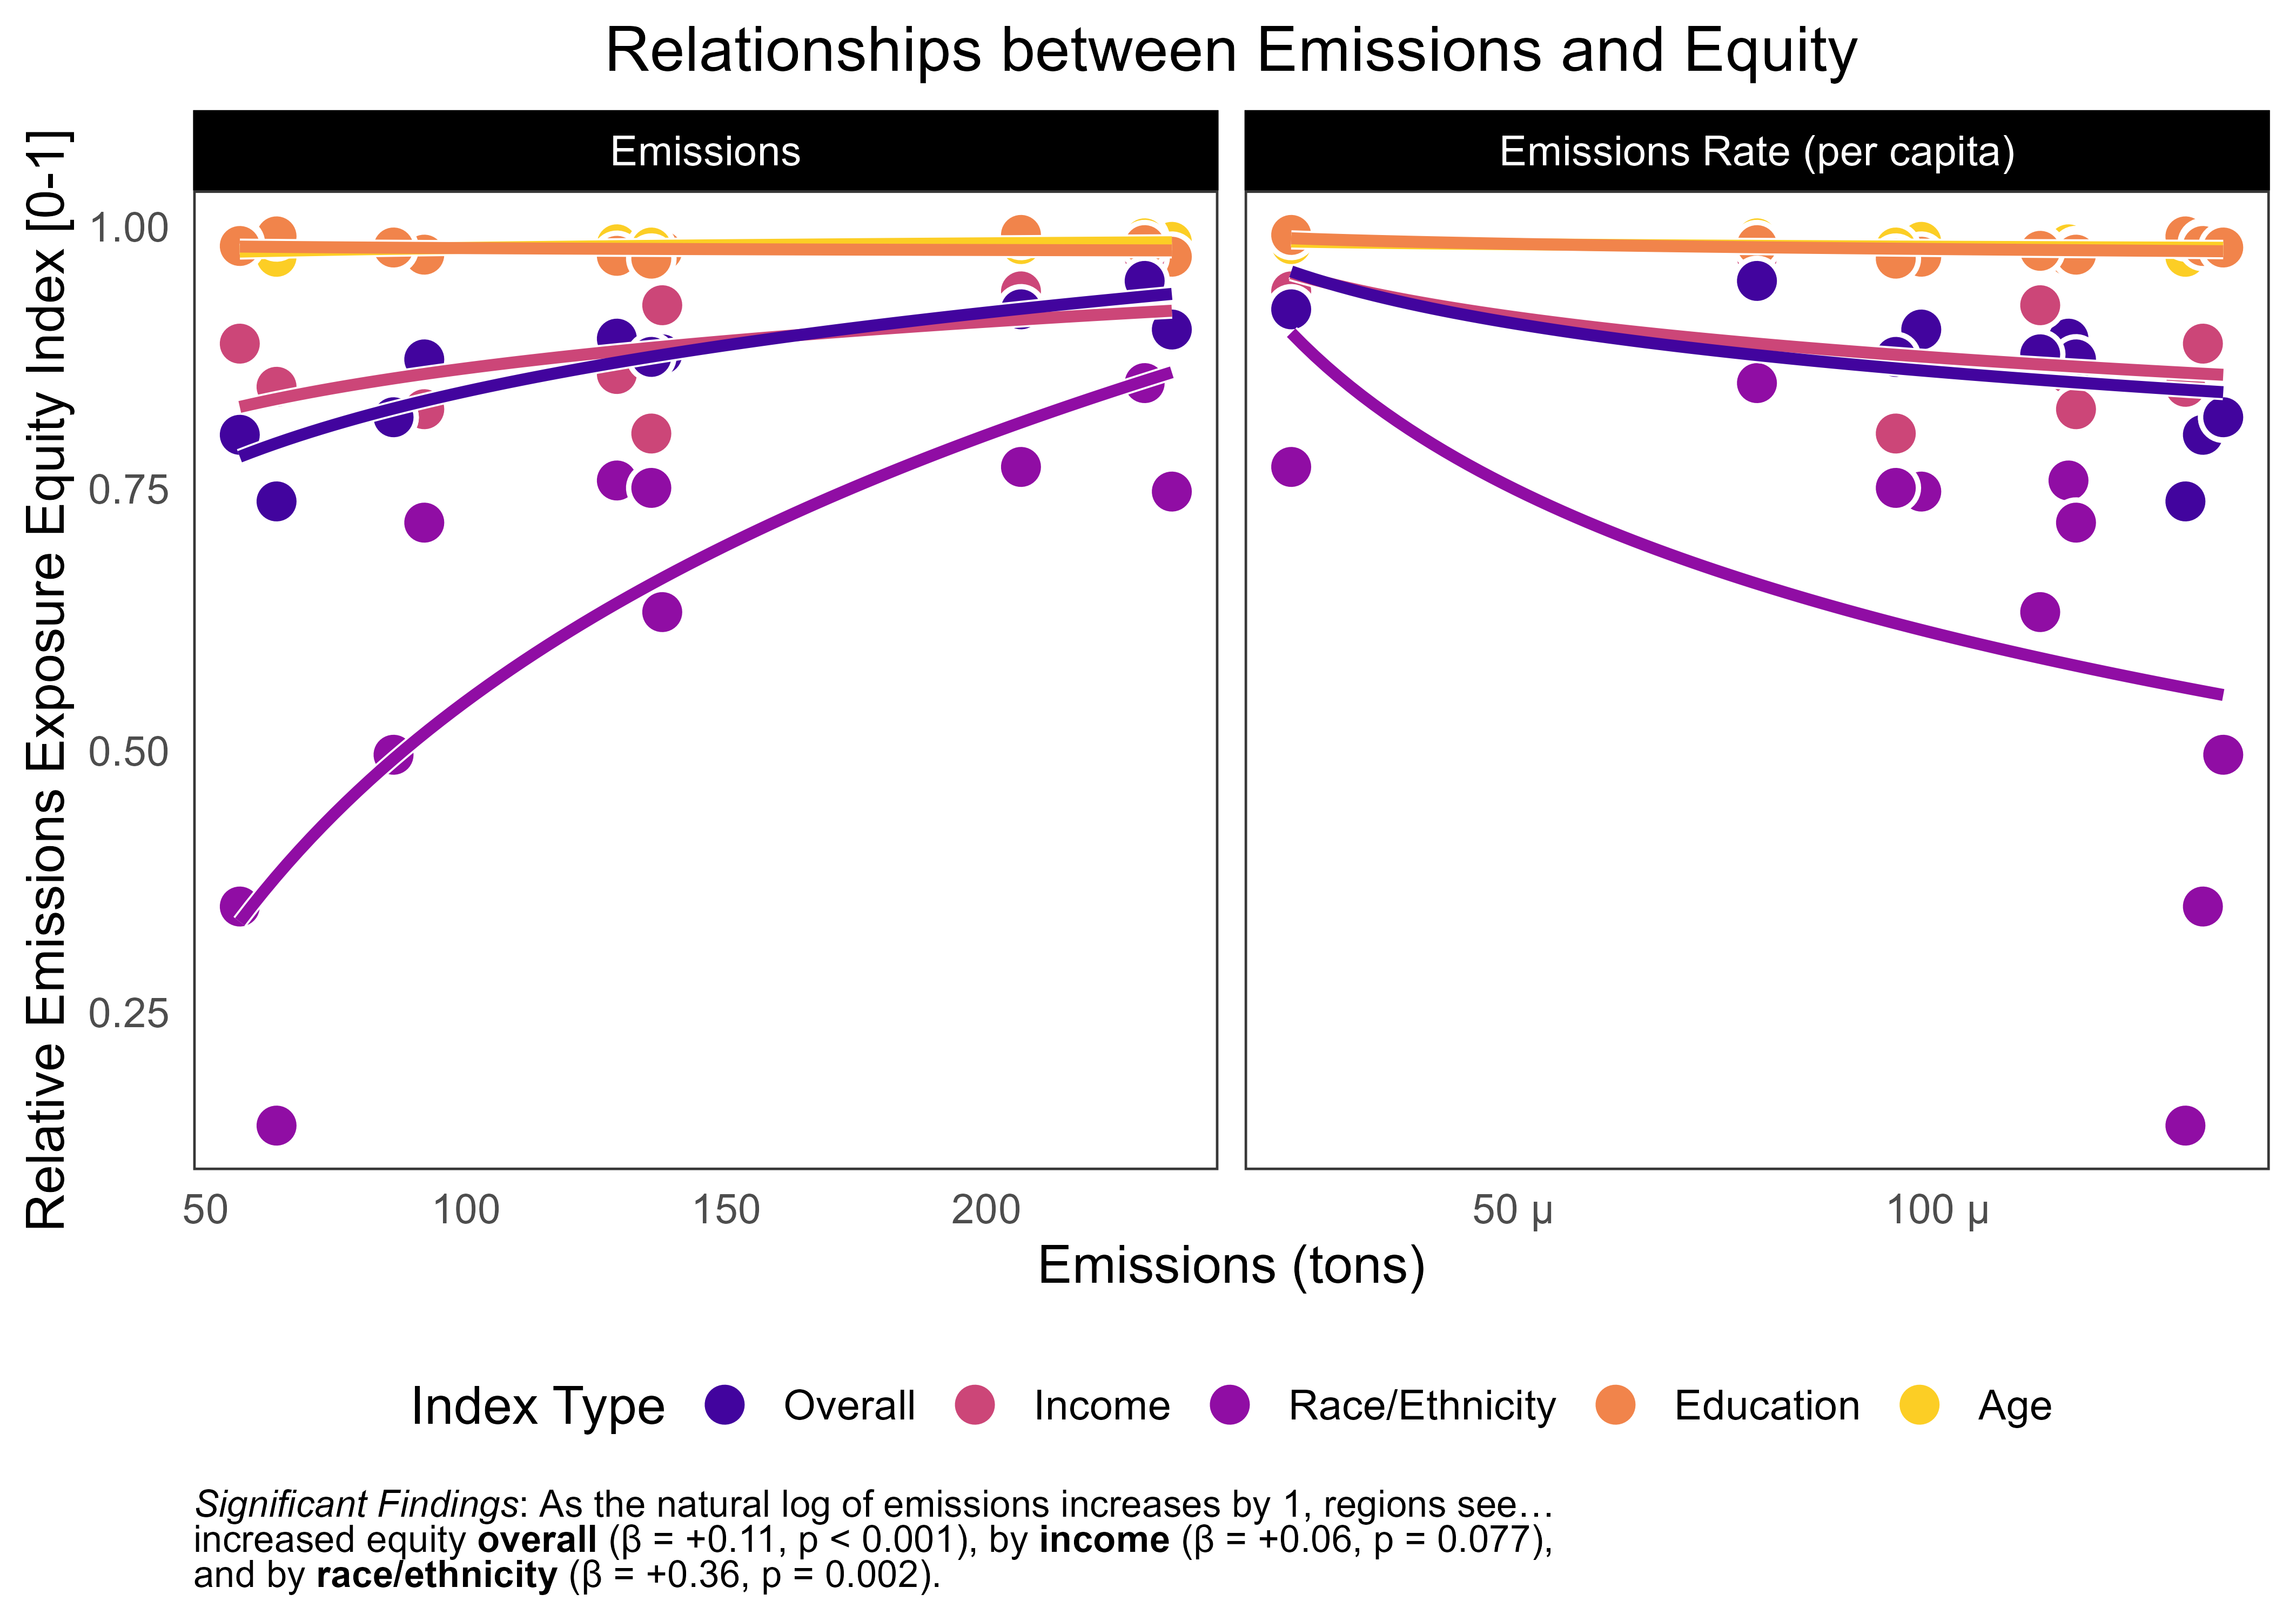 Relationships between Emissions and Equity
Emissions
Emissions Rate (per capita)
Relative Emissions Exposure Equity Index [0-1]
1.00
0.75
0.50
0.25
50 100 150 200
50 µ 100 µ
Emissions (tons)
Index Type Overall Income Race/Ethnicity Education Age
Significant Findings: As the natural log of emissions increases by 1, regions see…
increased equity overall (β = +0.11, p < 0.001), by income (β = +0.06, p = 0.077),
and by race/ethnicity (β = +0.36, p = 0.002).